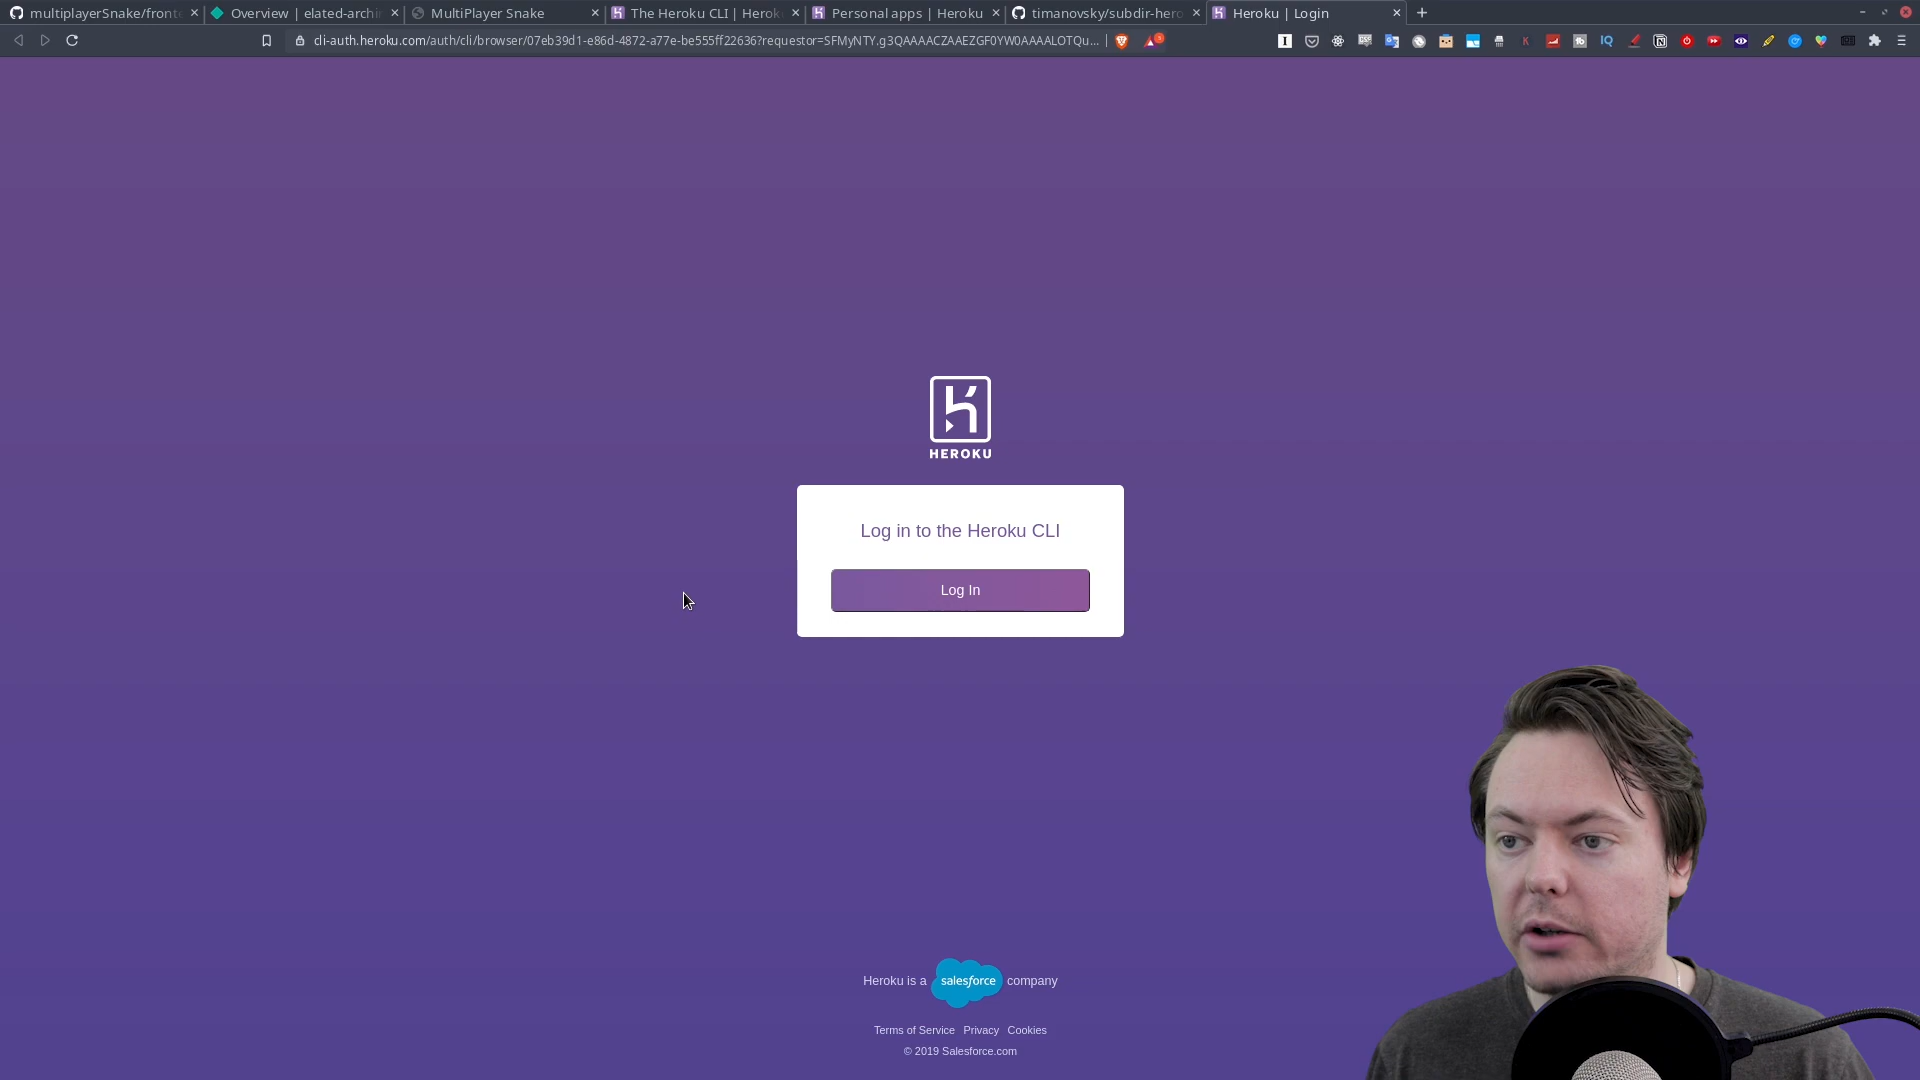 multiplayerSnake/front
Overview | elated-archi
MultiPlayer Snake
The Heroku CLI | Herok
Personal apps | Heroku
timanovsky/subdir-hero
Heroku | Login
cli-auth.heroku.com/auth/cli/browser/07eb39d1-e86d-4872-a77e-be555ff22636?requestor=SFMyNTY.g3QAAAACZAAEZGF0YW0AAAALOTQu...
HEROKU
Log in to the Heroku CLI
Log In
Heroku is a salesforce company
Terms of Service Privacy Cookies
© 2019 Salesforce.com